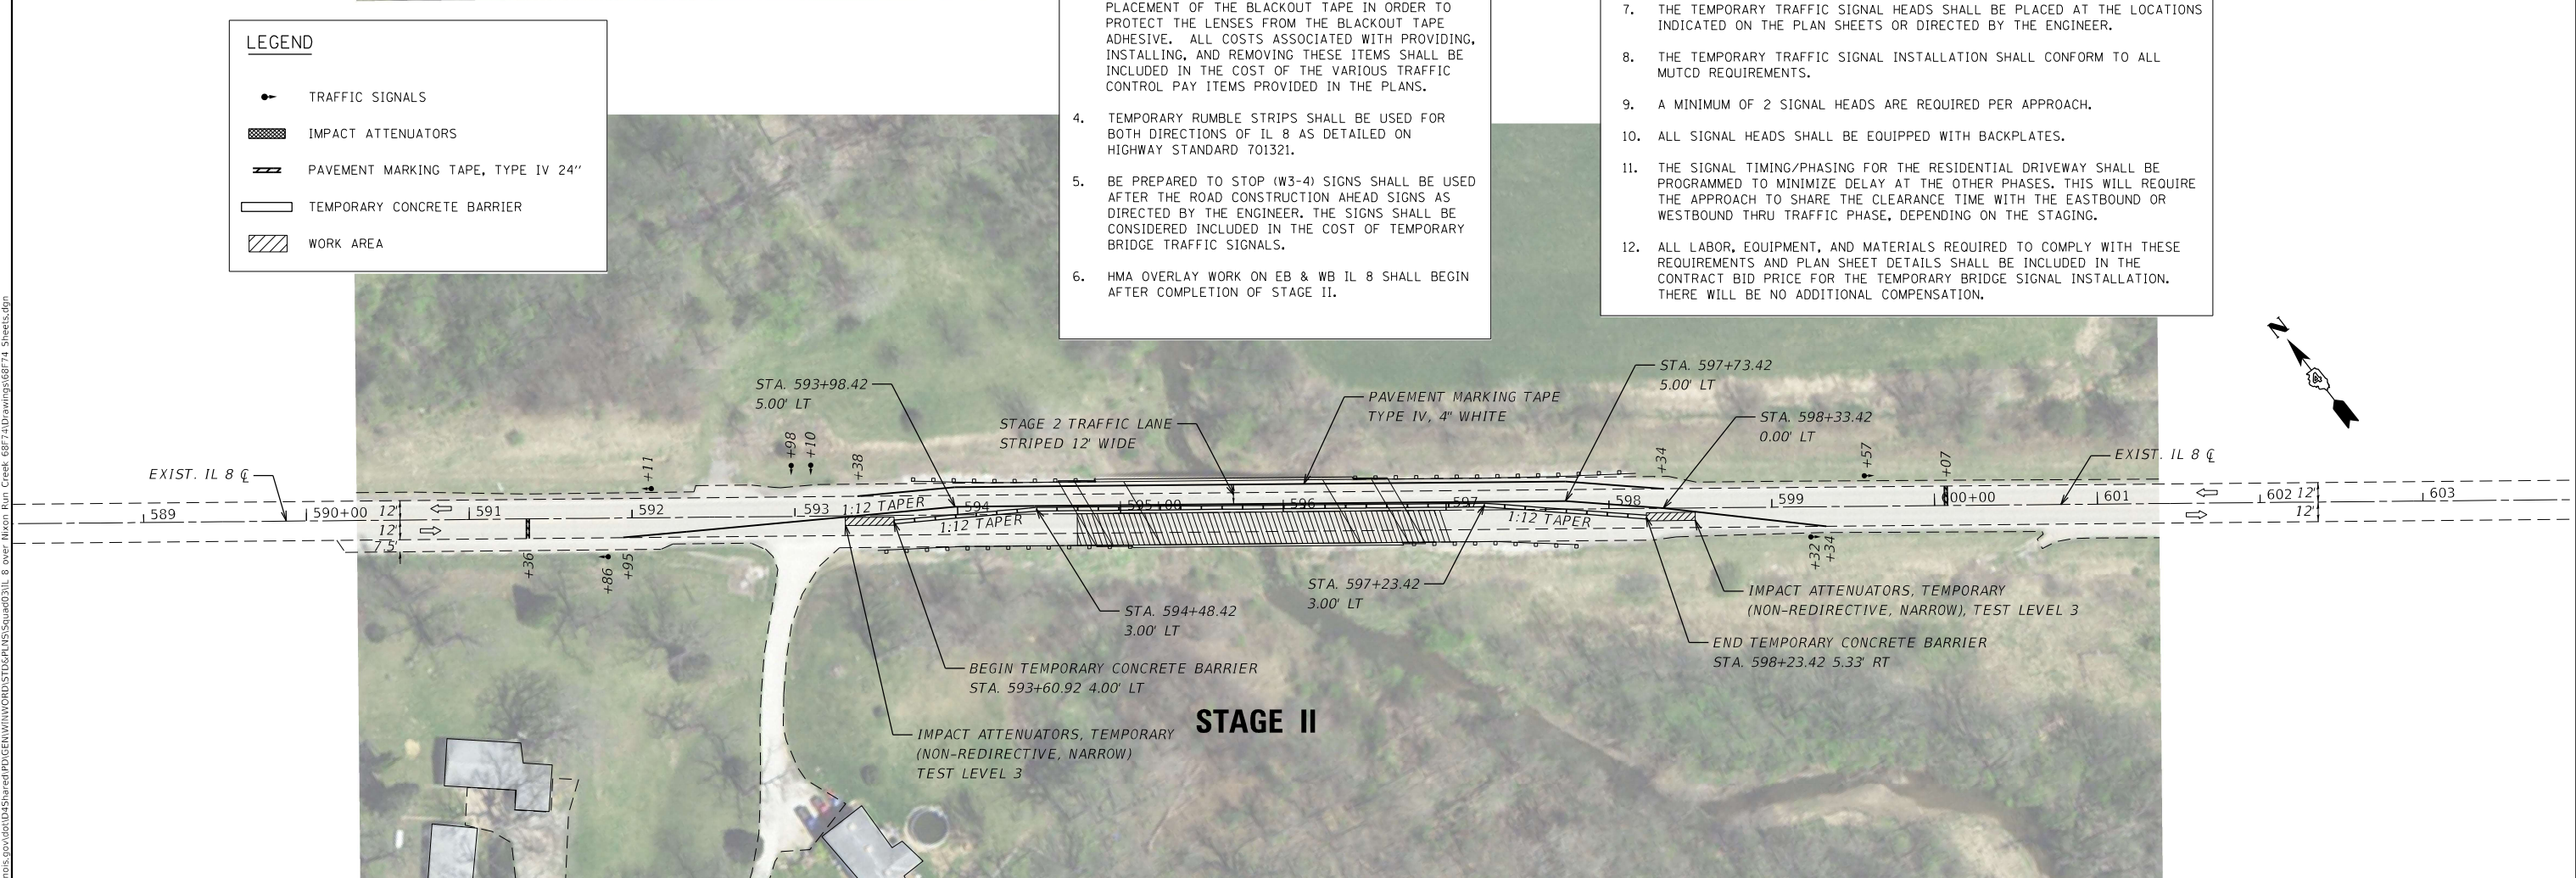 LEGEND
TRAFFIC SIGNALS
IMPACT ATTENUATORS
PAVEMENT MARKING TAPE, TYPE IV 24"
TEMPORARY CONCRETE BARRIER
WORK AREA
PLACEMENT OF THE BLACKOUT TAPE IN ORDER TO
PROTECT THE LENSES FROM THE BLACKOUT TAPE
ADHESIVE. ALL COSTS ASSOCIATED WITH PROVIDING,
INSTALLING, AND REMOVING THESE ITEMS SHALL BE
INCLUDED IN THE COST OF THE VARIOUS TRAFFIC
CONTROL PAY ITEMS PROVIDED IN THE PLANS.
4. TEMPORARY RUMBLE STRIPS SHALL BE USED FOR
BOTH DIRECTIONS OF IL 8 AS DETAILED ON
HIGHWAY STANDARD 701321.
5. BE PREPARED TO STOP (W3-4) SIGNS SHALL BE USED
AFTER THE ROAD CONSTRUCTION AHEAD SIGNS AS
DIRECTED BY THE ENGINEER. THE SIGNS SHALL BE
CONSIDERED INCLUDED IN THE COST OF TEMPORARY
BRIDGE TRAFFIC SIGNALS.
6. HMA OVERLAY WORK ON EB & WB IL 8 SHALL BEGIN
AFTER COMPLETION OF STAGE II.
7. THE TEMPORARY TRAFFIC SIGNAL HEADS SHALL BE PLACED AT THE LOCATIONS
INDICATED ON THE PLAN SHEETS OR DIRECTED BY THE ENGINEER.
8. THE TEMPORARY TRAFFIC SIGNAL INSTALLATION SHALL CONFORM TO ALL
MUTCD REQUIREMENTS.
9. A MINIMUM OF 2 SIGNAL HEADS ARE REQUIRED PER APPROACH.
10. ALL SIGNAL HEADS SHALL BE EQUIPPED WITH BACKPLATES.
11. THE SIGNAL TIMING/PHASING FOR THE RESIDENTIAL DRIVEWAY SHALL BE
PROGRAMMED TO MINIMIZE DELAY AT THE OTHER PHASES. THIS WILL REQUIRE
THE APPROACH TO SHARE THE CLEARANCE TIME WITH THE EASTBOUND OR
WESTBOUND THRU TRAFFIC PHASE, DEPENDING ON THE STAGING.
12. ALL LABOR, EQUIPMENT, AND MATERIALS REQUIRED TO COMPLY WITH THESE
REQUIREMENTS AND PLAN SHEET DETAILS SHALL BE INCLUDED IN THE
CONTRACT BID PRICE FOR THE TEMPORARY BRIDGE SIGNAL INSTALLATION.
THERE WILL BE NO ADDITIONAL COMPENSATION.
N
STA. 593+98.42
5.00' LT
STAGE 2 TRAFFIC LANE
STRIPED 12' WIDE
PAVEMENT MARKING TAPE
TYPE IV, 4" WHITE
STA. 597+73.42
5.00' LT
STA. 598+33.42
0.00' LT
EXIST. IL 8 ℄
EXIST. IL 8 ℄
+11
+98
+10
+38
+34
+57
+07
589
590+00
591
592
593
594
595+00
596
597
598
599
600+00
601
602
603
12'
12'
7.5'
12'
12'
1:12 TAPER
1:12 TAPER
1:12 TAPER
+36
+86
+95
+32
+34
STA. 594+48.42
3.00' LT
STA. 597+23.42
3.00' LT
IMPACT ATTENUATORS, TEMPORARY
(NON-REDIRECTIVE, NARROW), TEST LEVEL 3
END TEMPORARY CONCRETE BARRIER
STA. 598+23.42 5.33' RT
BEGIN TEMPORARY CONCRETE BARRIER
STA. 593+60.92 4.00' LT
IMPACT ATTENUATORS, TEMPORARY
(NON-REDIRECTIVE, NARROW)
TEST LEVEL 3
STAGE II
nois.gov\dot\D4Shared\PD\GEN\WINWORD\STD&PLNS\Squad03\IL 8 over Nixon Run Creek 68F74\Drawings\68F74 Sheets.dgn